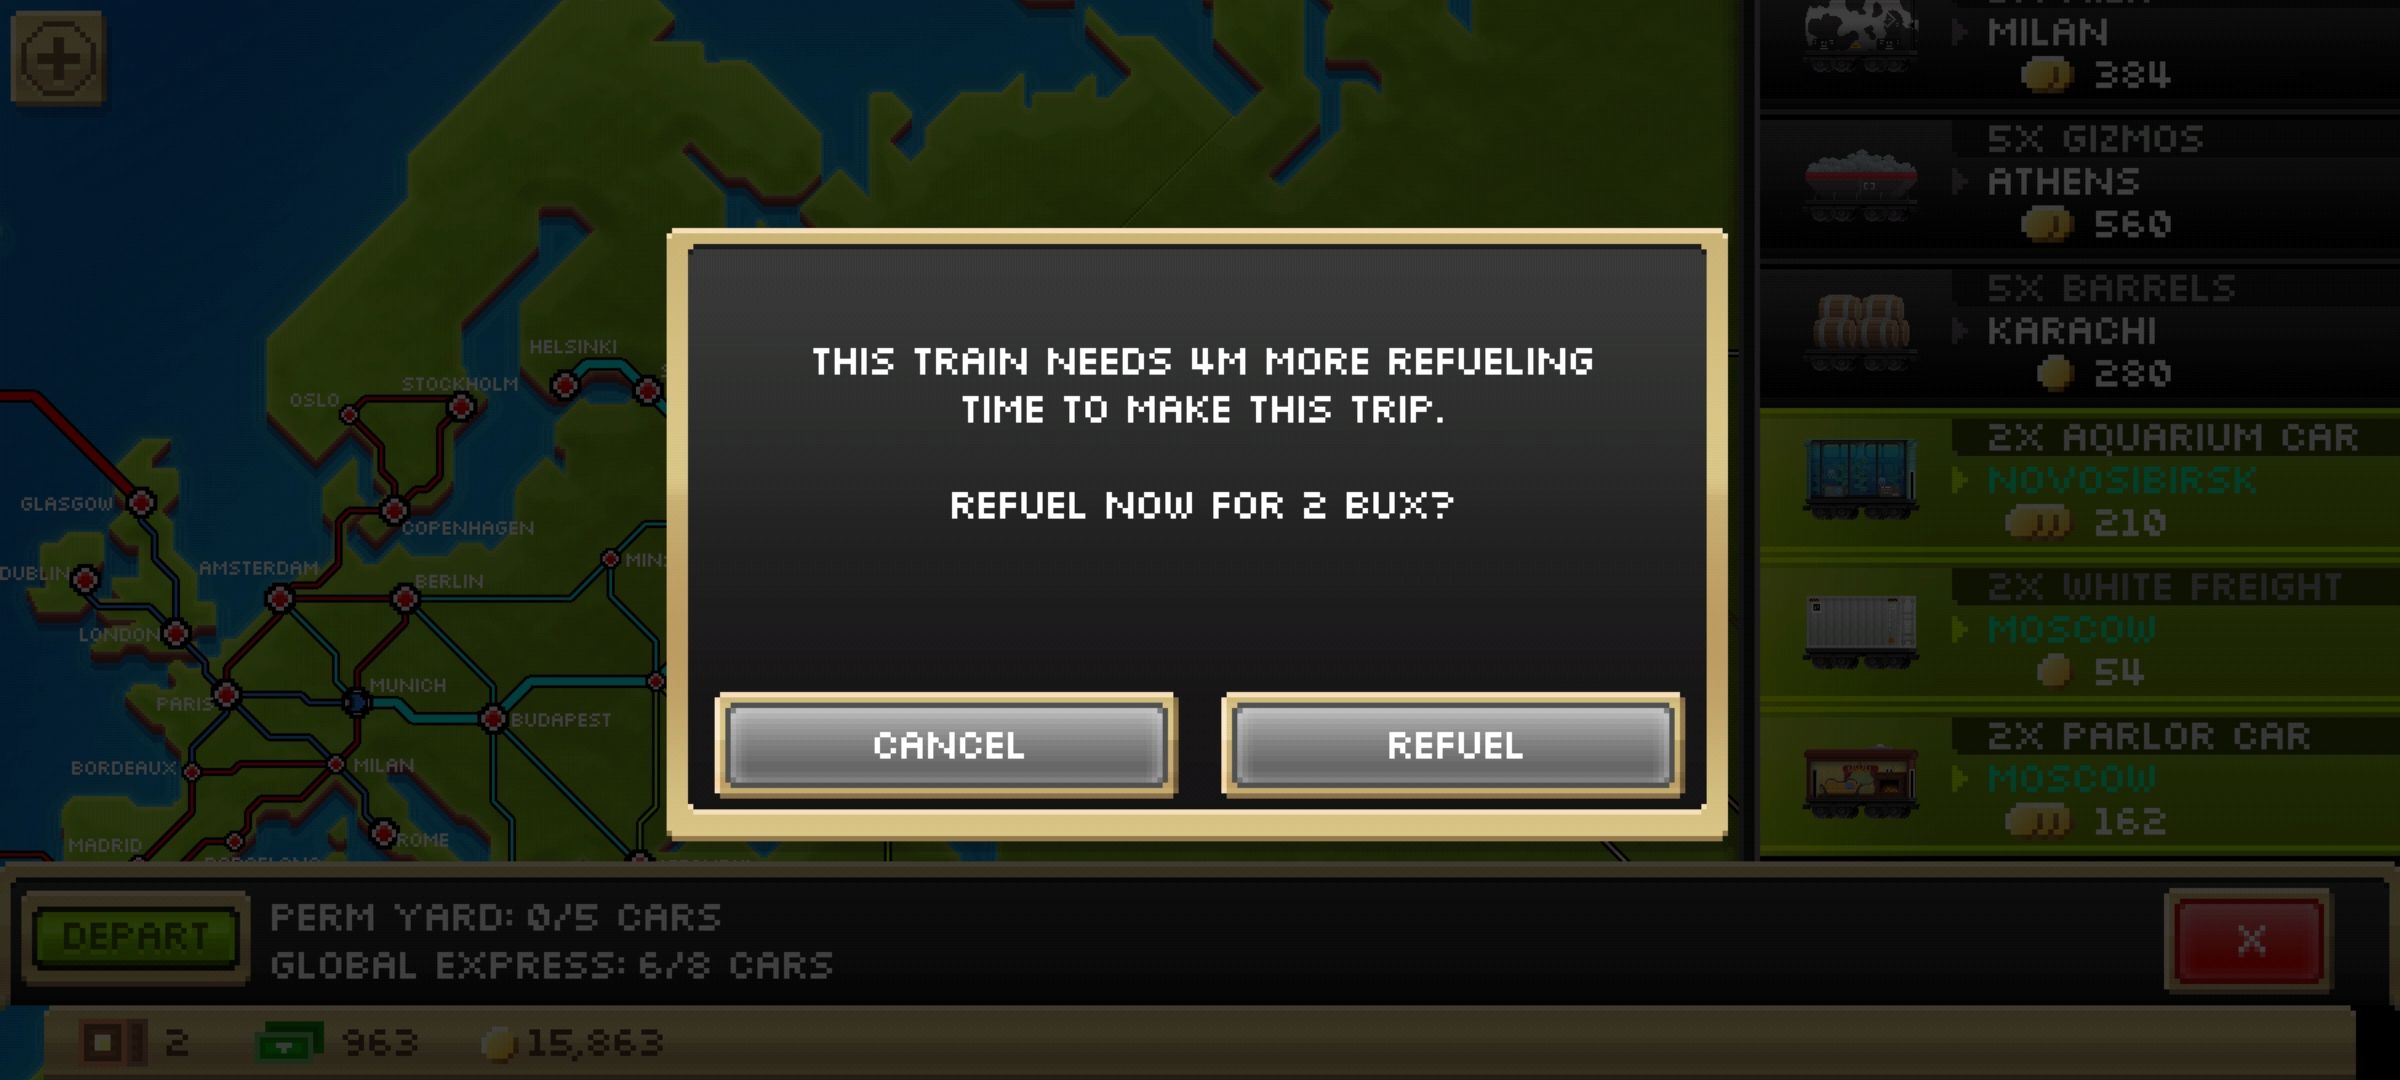 MILAN
384
5X GIZMOS
ATHENS
560
5X BARRELS
KARACHI
280
2X AQUARIUM CAR
NOVOSIBIRSK
210
2X WHITE FREIGHT
MOSCOW
54
2X PARLOR CAR
MOSCOW
162
HELSINKI
STOCKHOLM
OSLO
GLASGOW
COPENHAGEN
AMSTERDAM
DUBLIN
BERLIN
LONDON
MUNICH
PARIS
BUDAPEST
BORDEAUX
MILAN
MADRID
ROME
THIS TRAIN NEEDS 4M MORE REFUELING
TIME TO MAKE THIS TRIP.
REFUEL NOW FOR 2 BUX?
CANCEL
REFUEL
DEPART
PERM YARD: 0/5 CARS
GLOBAL EXPRESS: 6/8 CARS
X
2
963
15,863